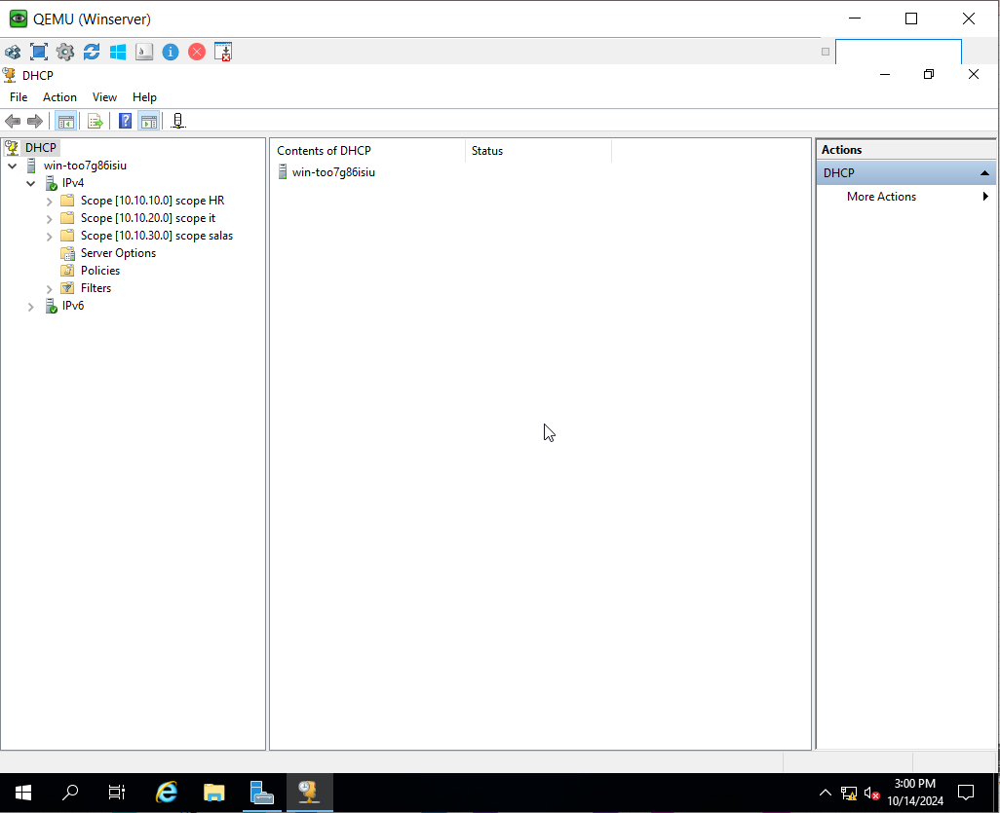 QEMU (Winserver)
DHCP
File Action View Help
DHCP
win-too7g86isiu
IPv4
Scope [10.10.10.0] scope HR
Scope [10.10.20.0] scope it
Scope [10.10.30.0] scope salas
Server Options
Policies
Filters
IPv6
Contents of DHCP Status
win-too7g86isiu
Actions
DHCP
More Actions
3:00 PM
10/14/2024